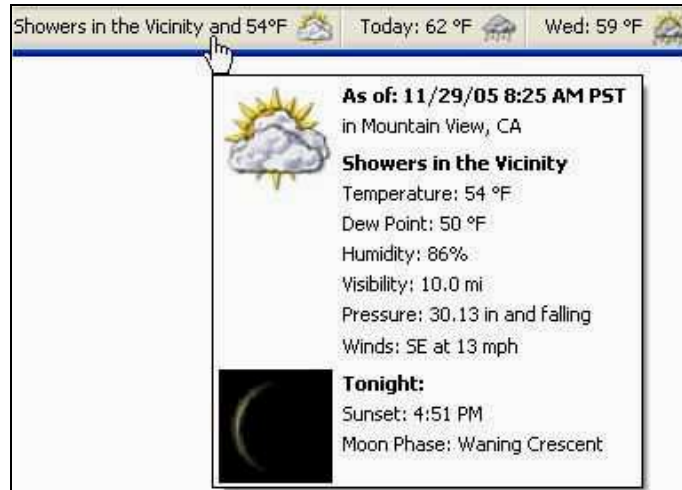 Showers in the Vicinity and 54°F Today: 62 °F Wed: 59 °F
As of: 11/29/05 8:25 AM PST
in Mountain View, CA
Showers in the Vicinity
Temperature: 54 °F
Dew Point: 50 °F
Humidity: 86%
Visibility: 10.0 mi
Pressure: 30.13 in and falling
Winds: SE at 13 mph
Tonight:
Sunset: 4:51 PM
Moon Phase: Waning Crescent